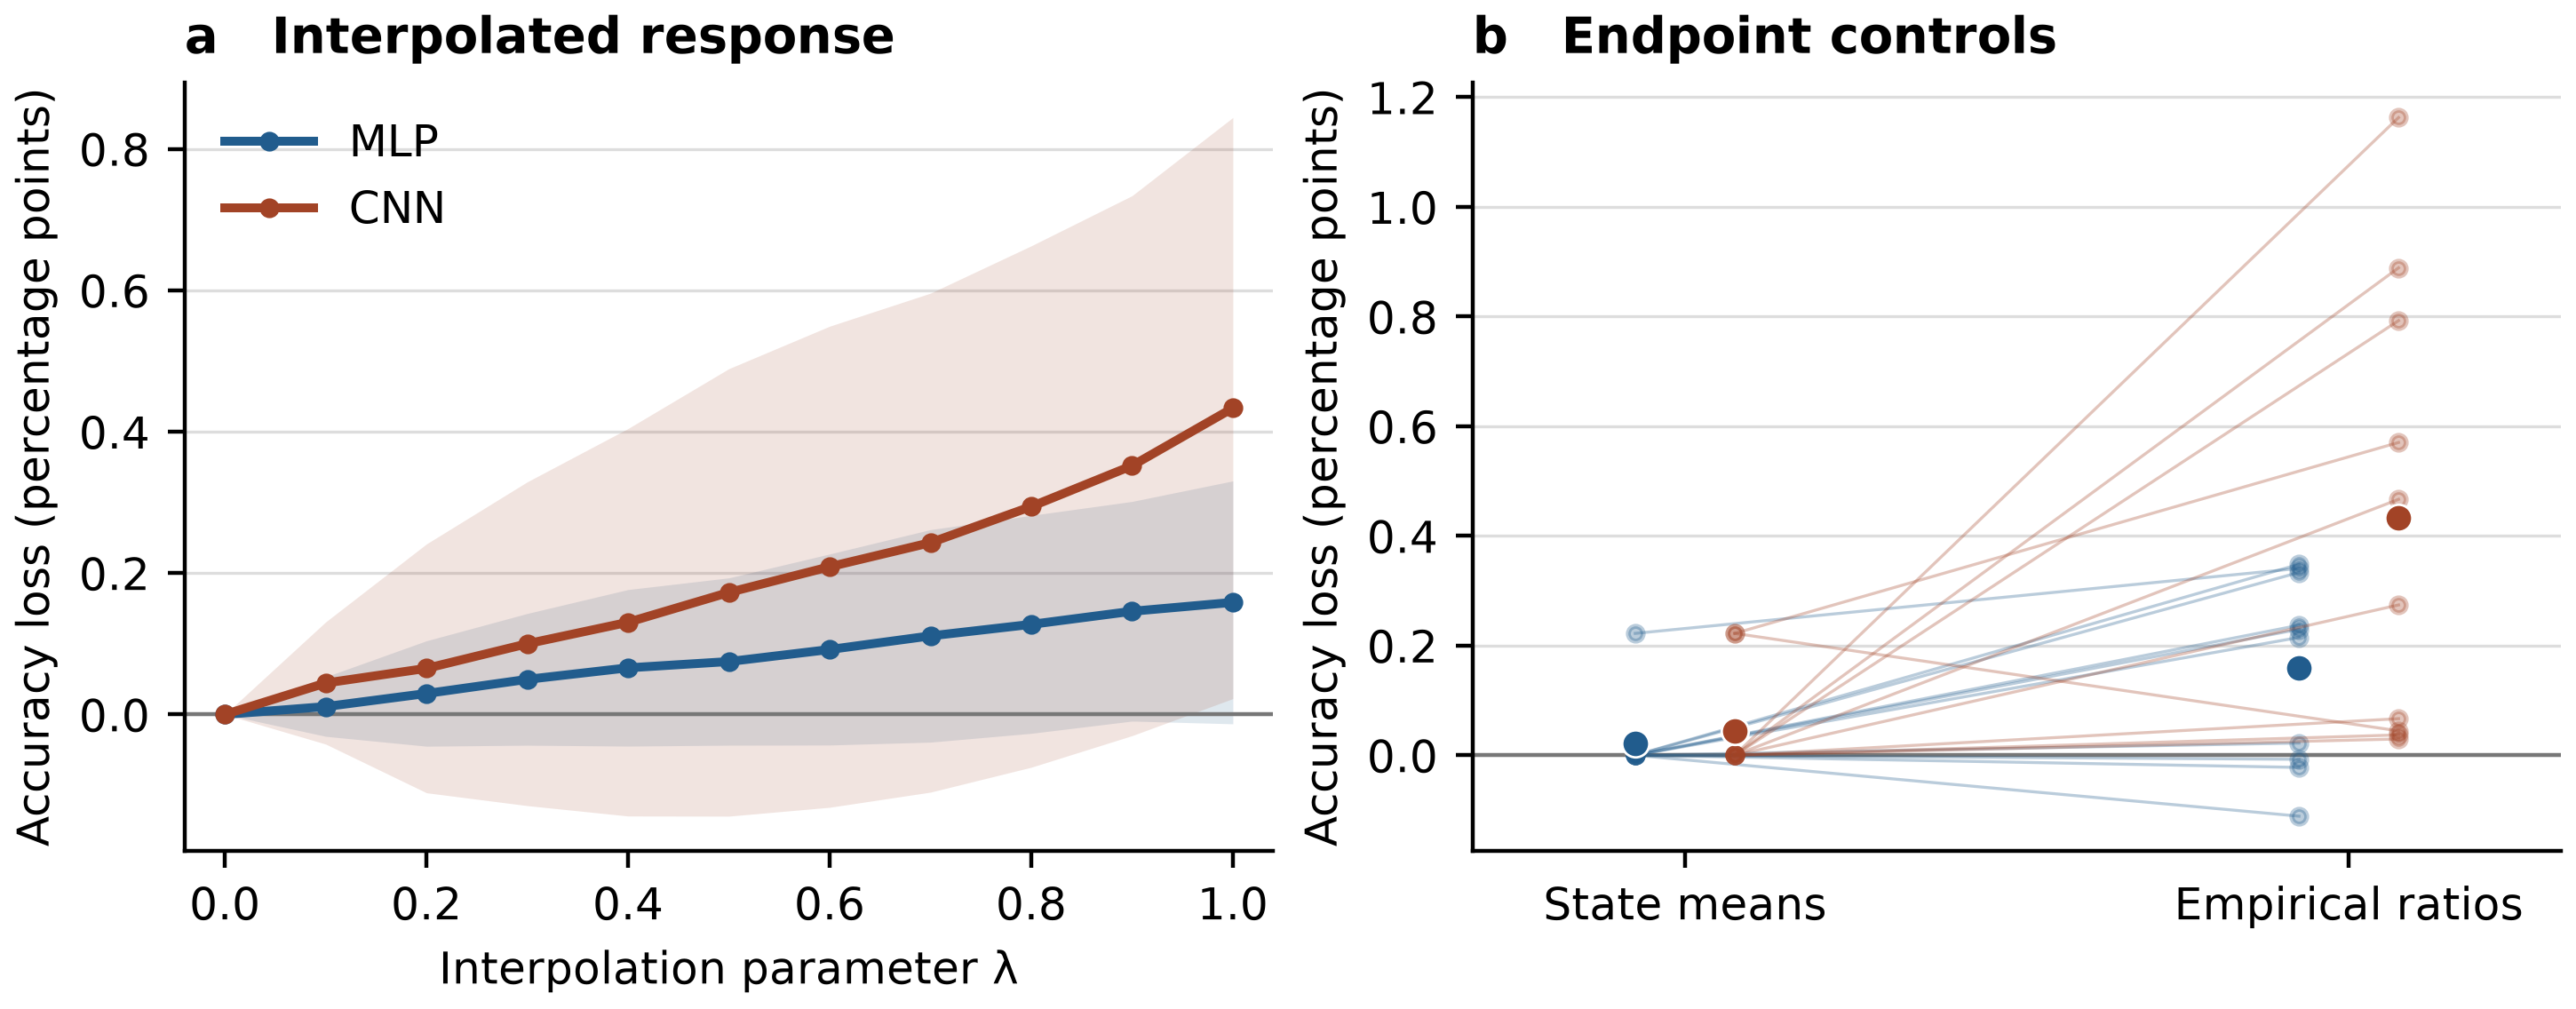 a Interpolated response
Accuracy loss (percentage points)
0.8
0.6
0.4
0.2
0.0
MLP
CNN
0.0 0.2 0.4 0.6 0.8 1.0
Interpolation parameter λ
b Endpoint controls
Accuracy loss (percentage points)
1.2
1.0
0.8
0.6
0.4
0.2
0.0
State means Empirical ratios